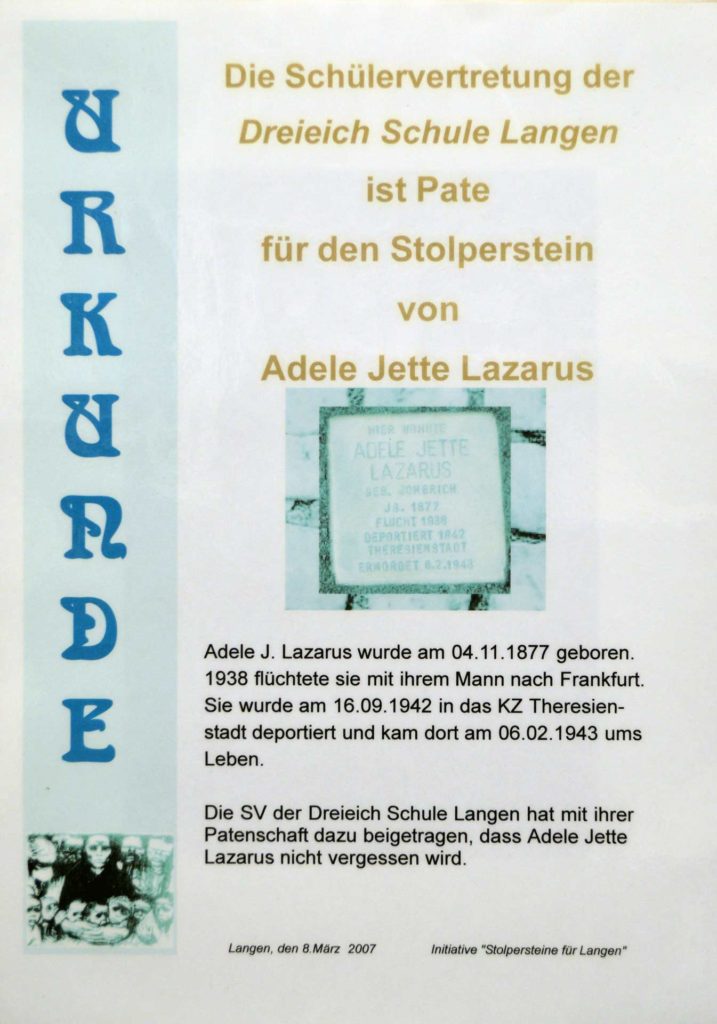 URKUNDE
Die Schülervertretung der
Dreieich Schule Langen
ist Pate
für den Stolperstein
von
Adele Jette Lazarus
HIER WOHNTE
ADELE JETTE
LAZARUS
GEB.
JG. 1877
FLUCHT 1938
DEPORTIERT 1942
THERESIENSTADT
ERMORDET 6.2.1943
Adele J. Lazarus wurde am 04.11.1877 geboren.
1938 flüchtete sie mit ihrem Mann nach Frankfurt.
Sie wurde am 16.09.1942 in das KZ Theresien-
stadt deportiert und kam dort am 06.02.1943 ums
Leben.
Die SV der Dreieich Schule Langen hat mit ihrer
Patenschaft dazu beigetragen, dass Adele Jette
Lazarus nicht vergessen wird.
Langen, den 8.März 2007 Initiative "Stolpersteine für Langen"